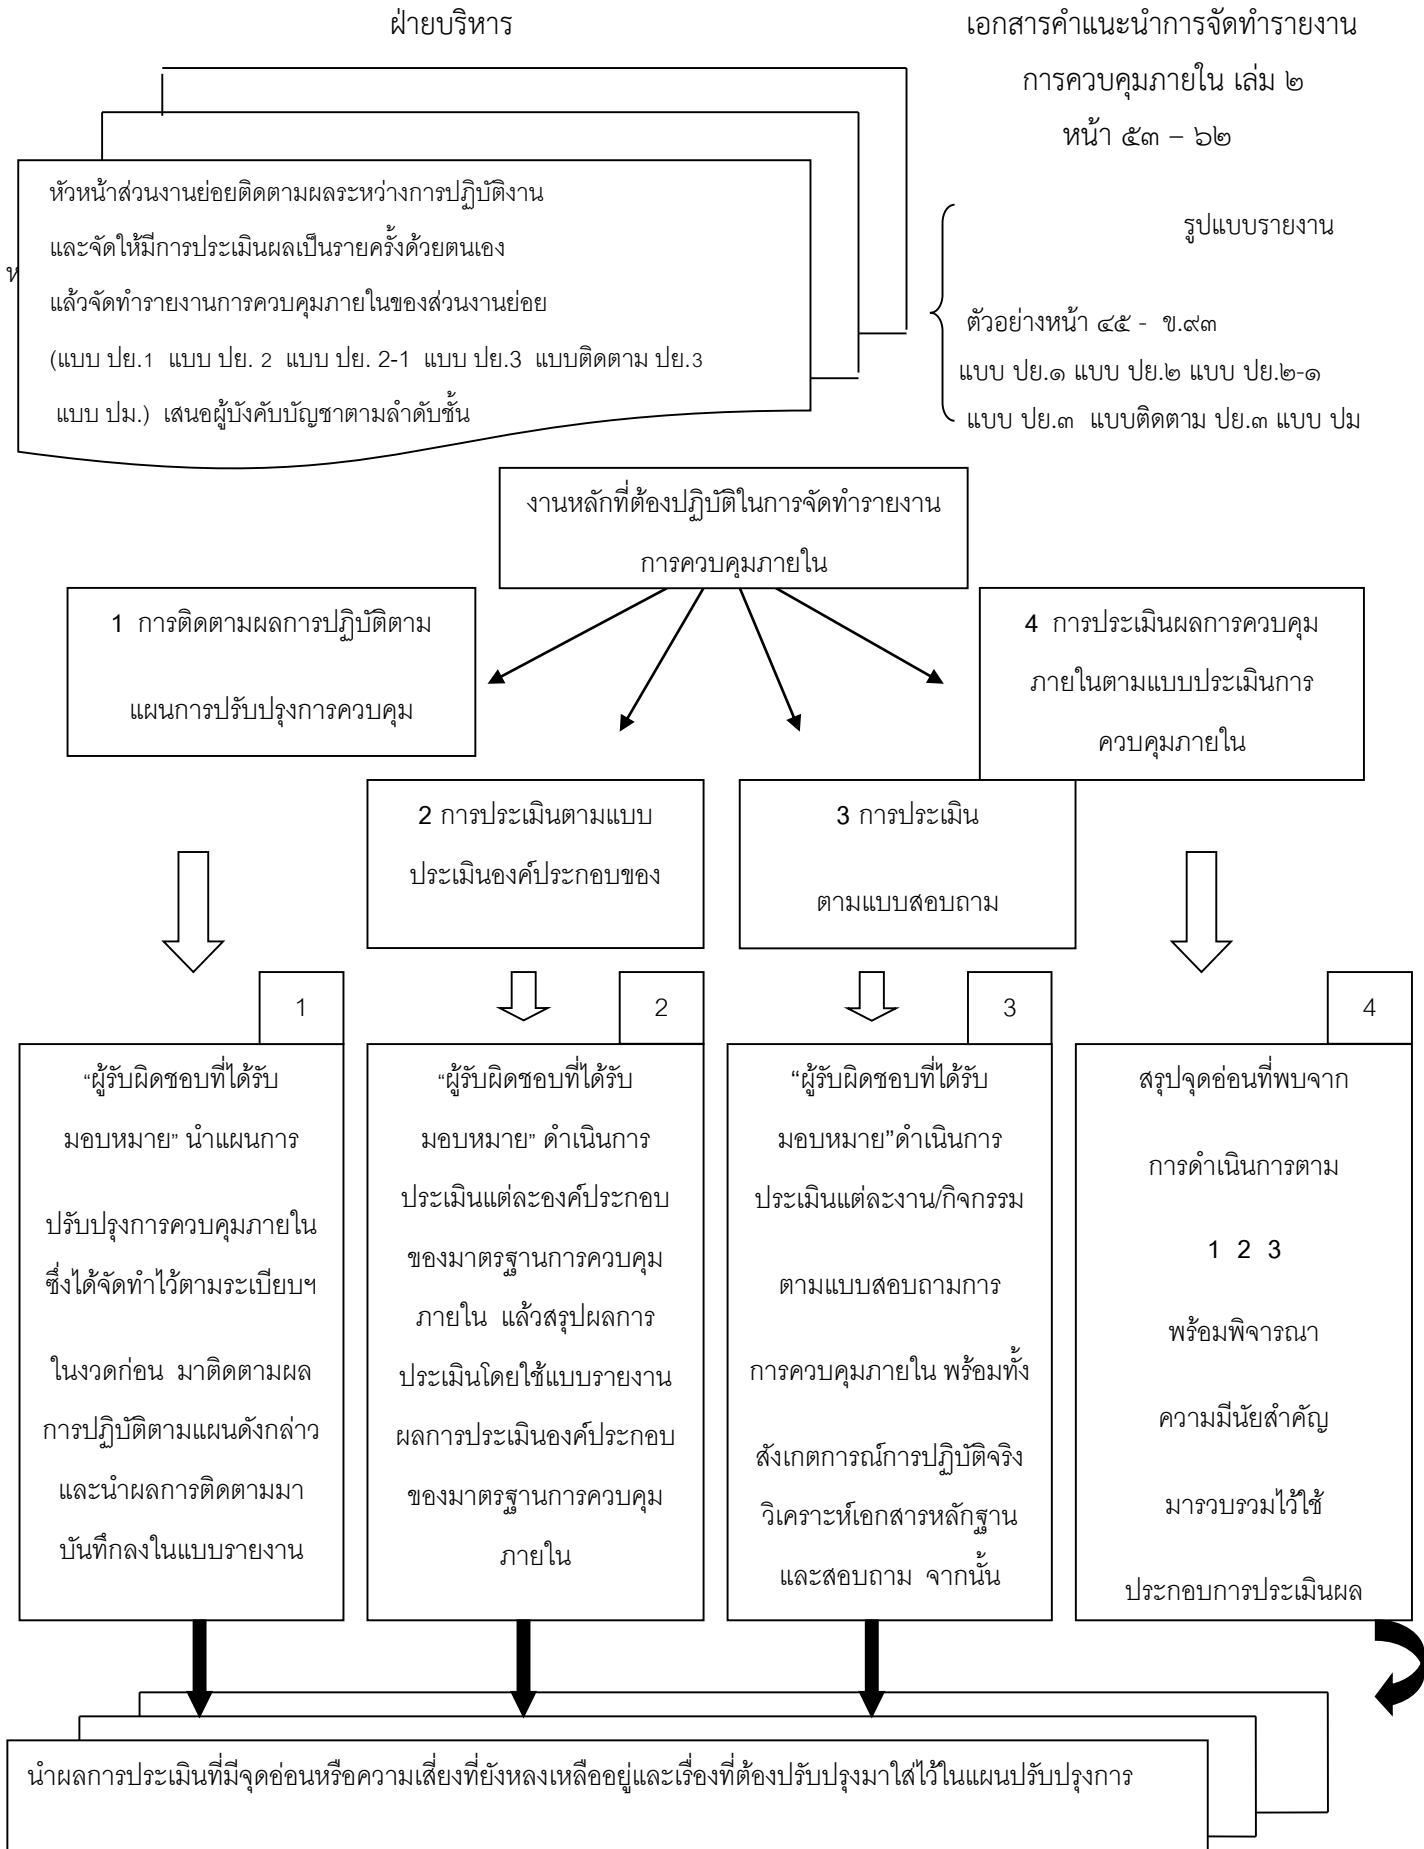 ฝ่ายบริหาร
เอกสารคำแนะนำการจัดทำรายงาน
การควบคุมภายใน เล่ม ๒
หน้า ๕๓ – ๖๒
หัวหน้าส่วนงานย่อยติดตามผลระหว่างการปฏิบัติงาน
และจัดให้มีการประเมินผลเป็นรายครั้งด้วยตนเอง
แล้วจัดทำรายงานการควบคุมภายในของส่วนงานย่อย
(แบบ ปย.1 แบบ ปย. 2 แบบ ปย. 2-1 แบบ ปย.3 แบบติดตาม ปย.3
แบบ ปม.) เสนอผู้บังคับบัญชาตามลำดับชั้น
ห
รูปแบบรายงาน
ตัวอย่างหน้า ๔๕ - ข.๙๓
แบบ ปย.๑ แบบ ปย.๒ แบบ ปย.๒-๑
แบบ ปย.๓ แบบติดตาม ปย.๓ แบบ ปม
งานหลักที่ต้องปฏิบัติในการจัดทำรายงาน
การควบคุมภายใน
1 การติดตามผลการปฏิบัติตาม
แผนการปรับปรุงการควบคุม
4 การประเมินผลการควบคุม
ภายในตามแบบประเมินการ
ควบคุมภายใน
2 การประเมินตามแบบ
ประเมินองค์ประกอบของ
3 การประเมิน
ตามแบบสอบถาม
1
“ผู้รับผิดชอบที่ได้รับ
มอบหมาย” นำแผนการ
ปรับปรุงการควบคุมภายใน
ซึ่งได้จัดทำไว้ตามระเบียบฯ
ในงวดก่อน มาติดตามผล
การปฏิบัติตามแผนดังกล่าว
และนำผลการติดตามมา
บันทึกลงในแบบรายงาน
2
“ผู้รับผิดชอบที่ได้รับ
มอบหมาย” ดำเนินการ
ประเมินแต่ละองค์ประกอบ
ของมาตรฐานการควบคุม
ภายใน แล้วสรุปผลการ
ประเมินโดยใช้แบบรายงาน
ผลการประเมินองค์ประกอบ
ของมาตรฐานการควบคุม
ภายใน
3
“ผู้รับผิดชอบที่ได้รับ
มอบหมาย”ดำเนินการ
ประเมินแต่ละงาน/กิจกรรม
ตามแบบสอบถามการ
การควบคุมภายใน พร้อมทั้ง
สังเกตการณ์การปฏิบัติจริง
วิเคราะห์เอกสารหลักฐาน
และสอบถาม จากนั้น
4
สรุปจุดอ่อนที่พบจาก
การดำเนินการตาม
1 2 3
พร้อมพิจารณา
ความมีนัยสำคัญ
มารวบรวมไว้ใช้
ประกอบการประเมินผล
นำผลการประเมินที่มีจุดอ่อนหรือความเสี่ยงที่ยังหลงเหลืออยู่และเรื่องที่ต้องปรับปรุงมาใส่ไว้ในแผนปรับปรุงการ